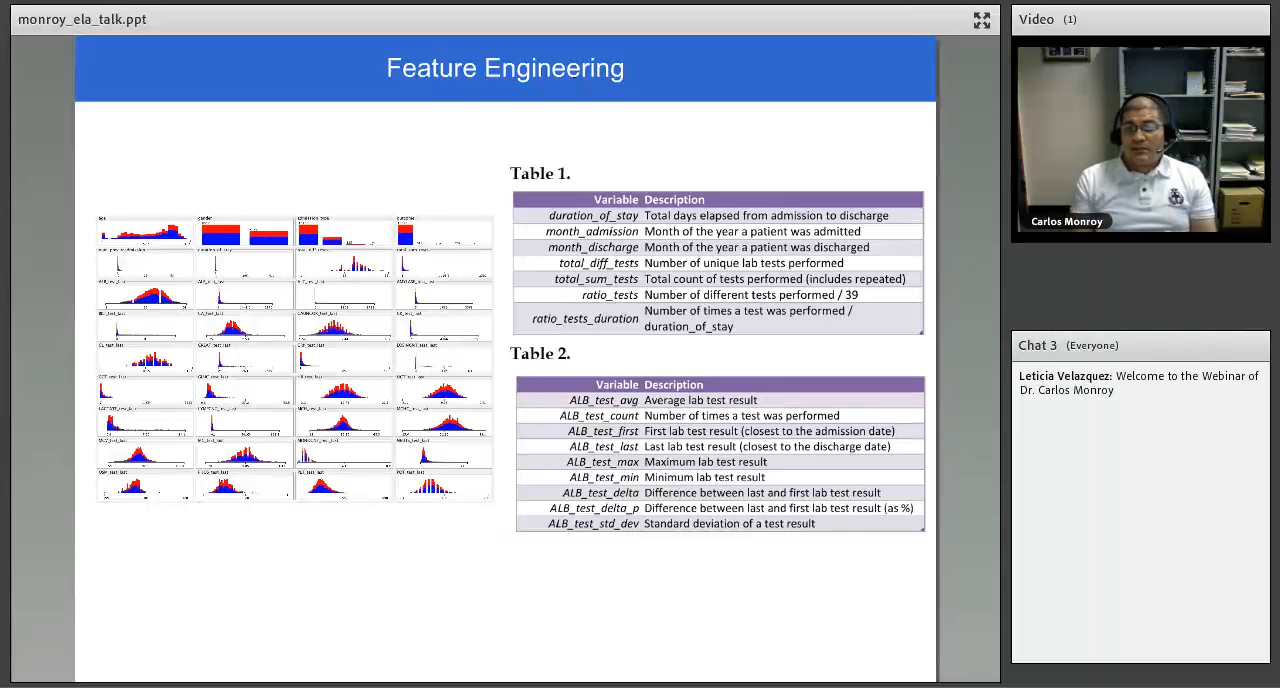 monroy_ela_talk.ppt
Feature Engineering
age
gender
admission_type
outcome
Table 1.
Variable Description
duration_of_stay Total days elapsed from admission to discharge
month_admission Month of the year a patient was admitted
month_discharge Month of the year a patient was discharged
total_diff_tests Number of unique lab tests performed
total_sum_tests Total count of tests performed (includes repeated)
ratio_tests Number of different tests performed / 39
ratio_tests_duration Number of times a test was performed /
duration_of_stay
Table 2.
Variable Description
ALB_test_avg Average lab test result
ALB_test_count Number of times a test was performed
ALB_test_first First lab test result (closest to the admission date)
ALB_test_last Last lab test result (closest to the discharge date)
ALB_test_max Maximum lab test result
ALB_test_min Minimum lab test result
ALB_test_delta Difference between last and first lab test result
ALB_test_delta_p Difference between last and first lab test result (as %)
ALB_test_std_dev Standard deviation of a test result
Video (1)
Carlos Monroy
Chat 3 (Everyone)
Leticia Velazquez: Welcome to the Webinar of
Dr. Carlos Monroy